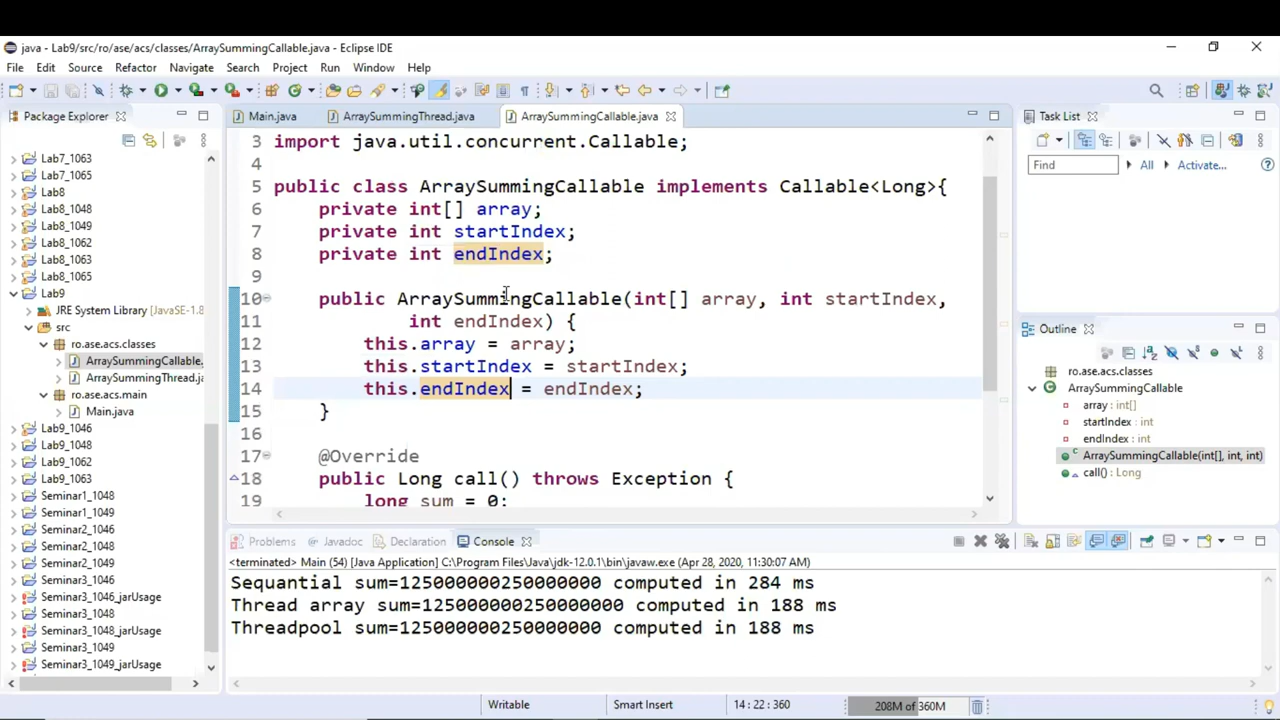 java - Lab9/src/ro/ase/acs/classes/ArraySummingCallable.java - Eclipse IDE
File Edit Source Refactor Navigate Search Project Run Window Help
Package Explorer
Lab7_1063
Lab7_1065
Lab8
Lab8_1048
Lab8_1049
Lab8_1062
Lab8_1063
Lab8_1065
Lab9
JRE System Library [JavaSE-1.8
src
ro.ase.acs.classes
ArraySummingCallable.
ArraySummingThread.ja
ro.ase.acs.main
Main.java
Lab9_1046
Lab9_1048
Lab9_1062
Lab9_1063
Seminar1_1048
Seminar1_1049
Seminar2_1046
Seminar2_1048
Seminar2_1049
Seminar3_1046
Seminar3_1046_jarUsage
Seminar3_1048
Seminar3_1048_jarUsage
Seminar3_1049
Seminar3_1049_jarUsage
Main.java ArraySummingThread.java ArraySummingCallable.java
3 import java.util.concurrent.Callable;
4
5 public class ArraySummingCallable implements Callable<Long>{
6 private int[] array;
7 private int startIndex;
8 private int endIndex;
9
10 public ArraySummingCallable(int[] array, int startIndex,
11 int endIndex) {
12 this.array = array;
13 this.startIndex = startIndex;
14 this.endIndex = endIndex;
15 }
16
17 @Override
18 public Long call() throws Exception {
19 long sum = 0;
Task List
Find All Activate...
Outline
ro.ase.acs.classes
ArraySummingCallable
array : int[]
startIndex : int
endIndex : int
ArraySummingCallable(int[], int, int)
call() : Long
Problems Javadoc Declaration Console
<terminated> Main (54) [Java Application] C:\Program Files\Java\jdk-12.0.1\bin\javaw.exe (Apr 28, 2020, 11:30:07 AM)
Sequantial sum=125000000250000000 computed in 284 ms
Thread array sum=125000000250000000 computed in 188 ms
Threadpool sum=125000000250000000 computed in 188 ms
Writable Smart Insert 14 : 22 : 360 208M of 360M